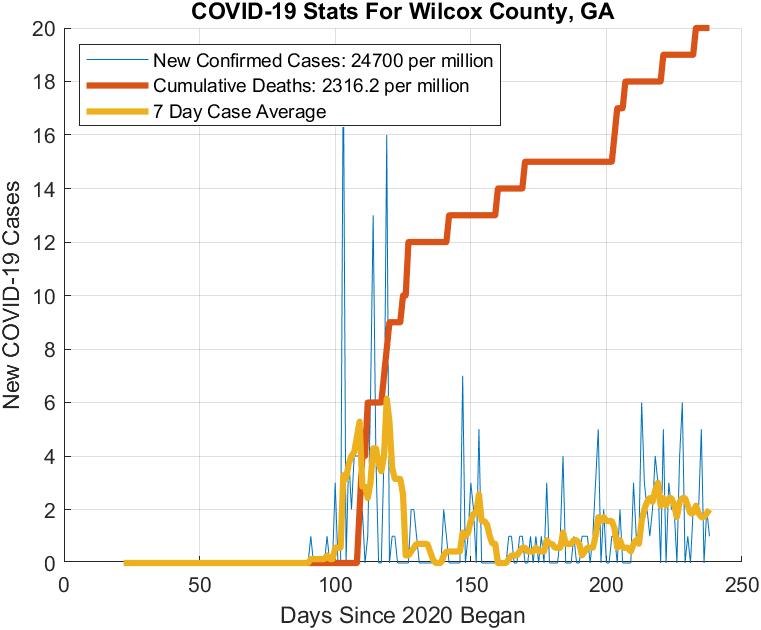 COVID-19 Stats For Wilcox County, GA
New Confirmed Cases: 24700 per million
Cumulative Deaths: 2316.2 per million
7 Day Case Average
20
18
16
14
12
10
8
6
4
2
0
New COVID-19 Cases
0 50 100 150 200 250
Days Since 2020 Began